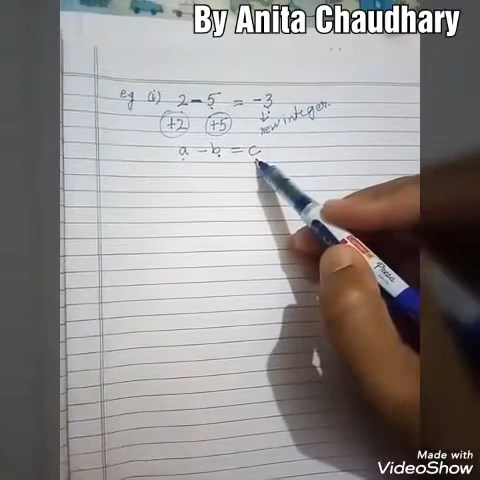 By Anita Chaudhary
eg (i) 2 - 5 = -3
+2 +5 ↓ new integer.
a - b = c
Made with
VideoShow